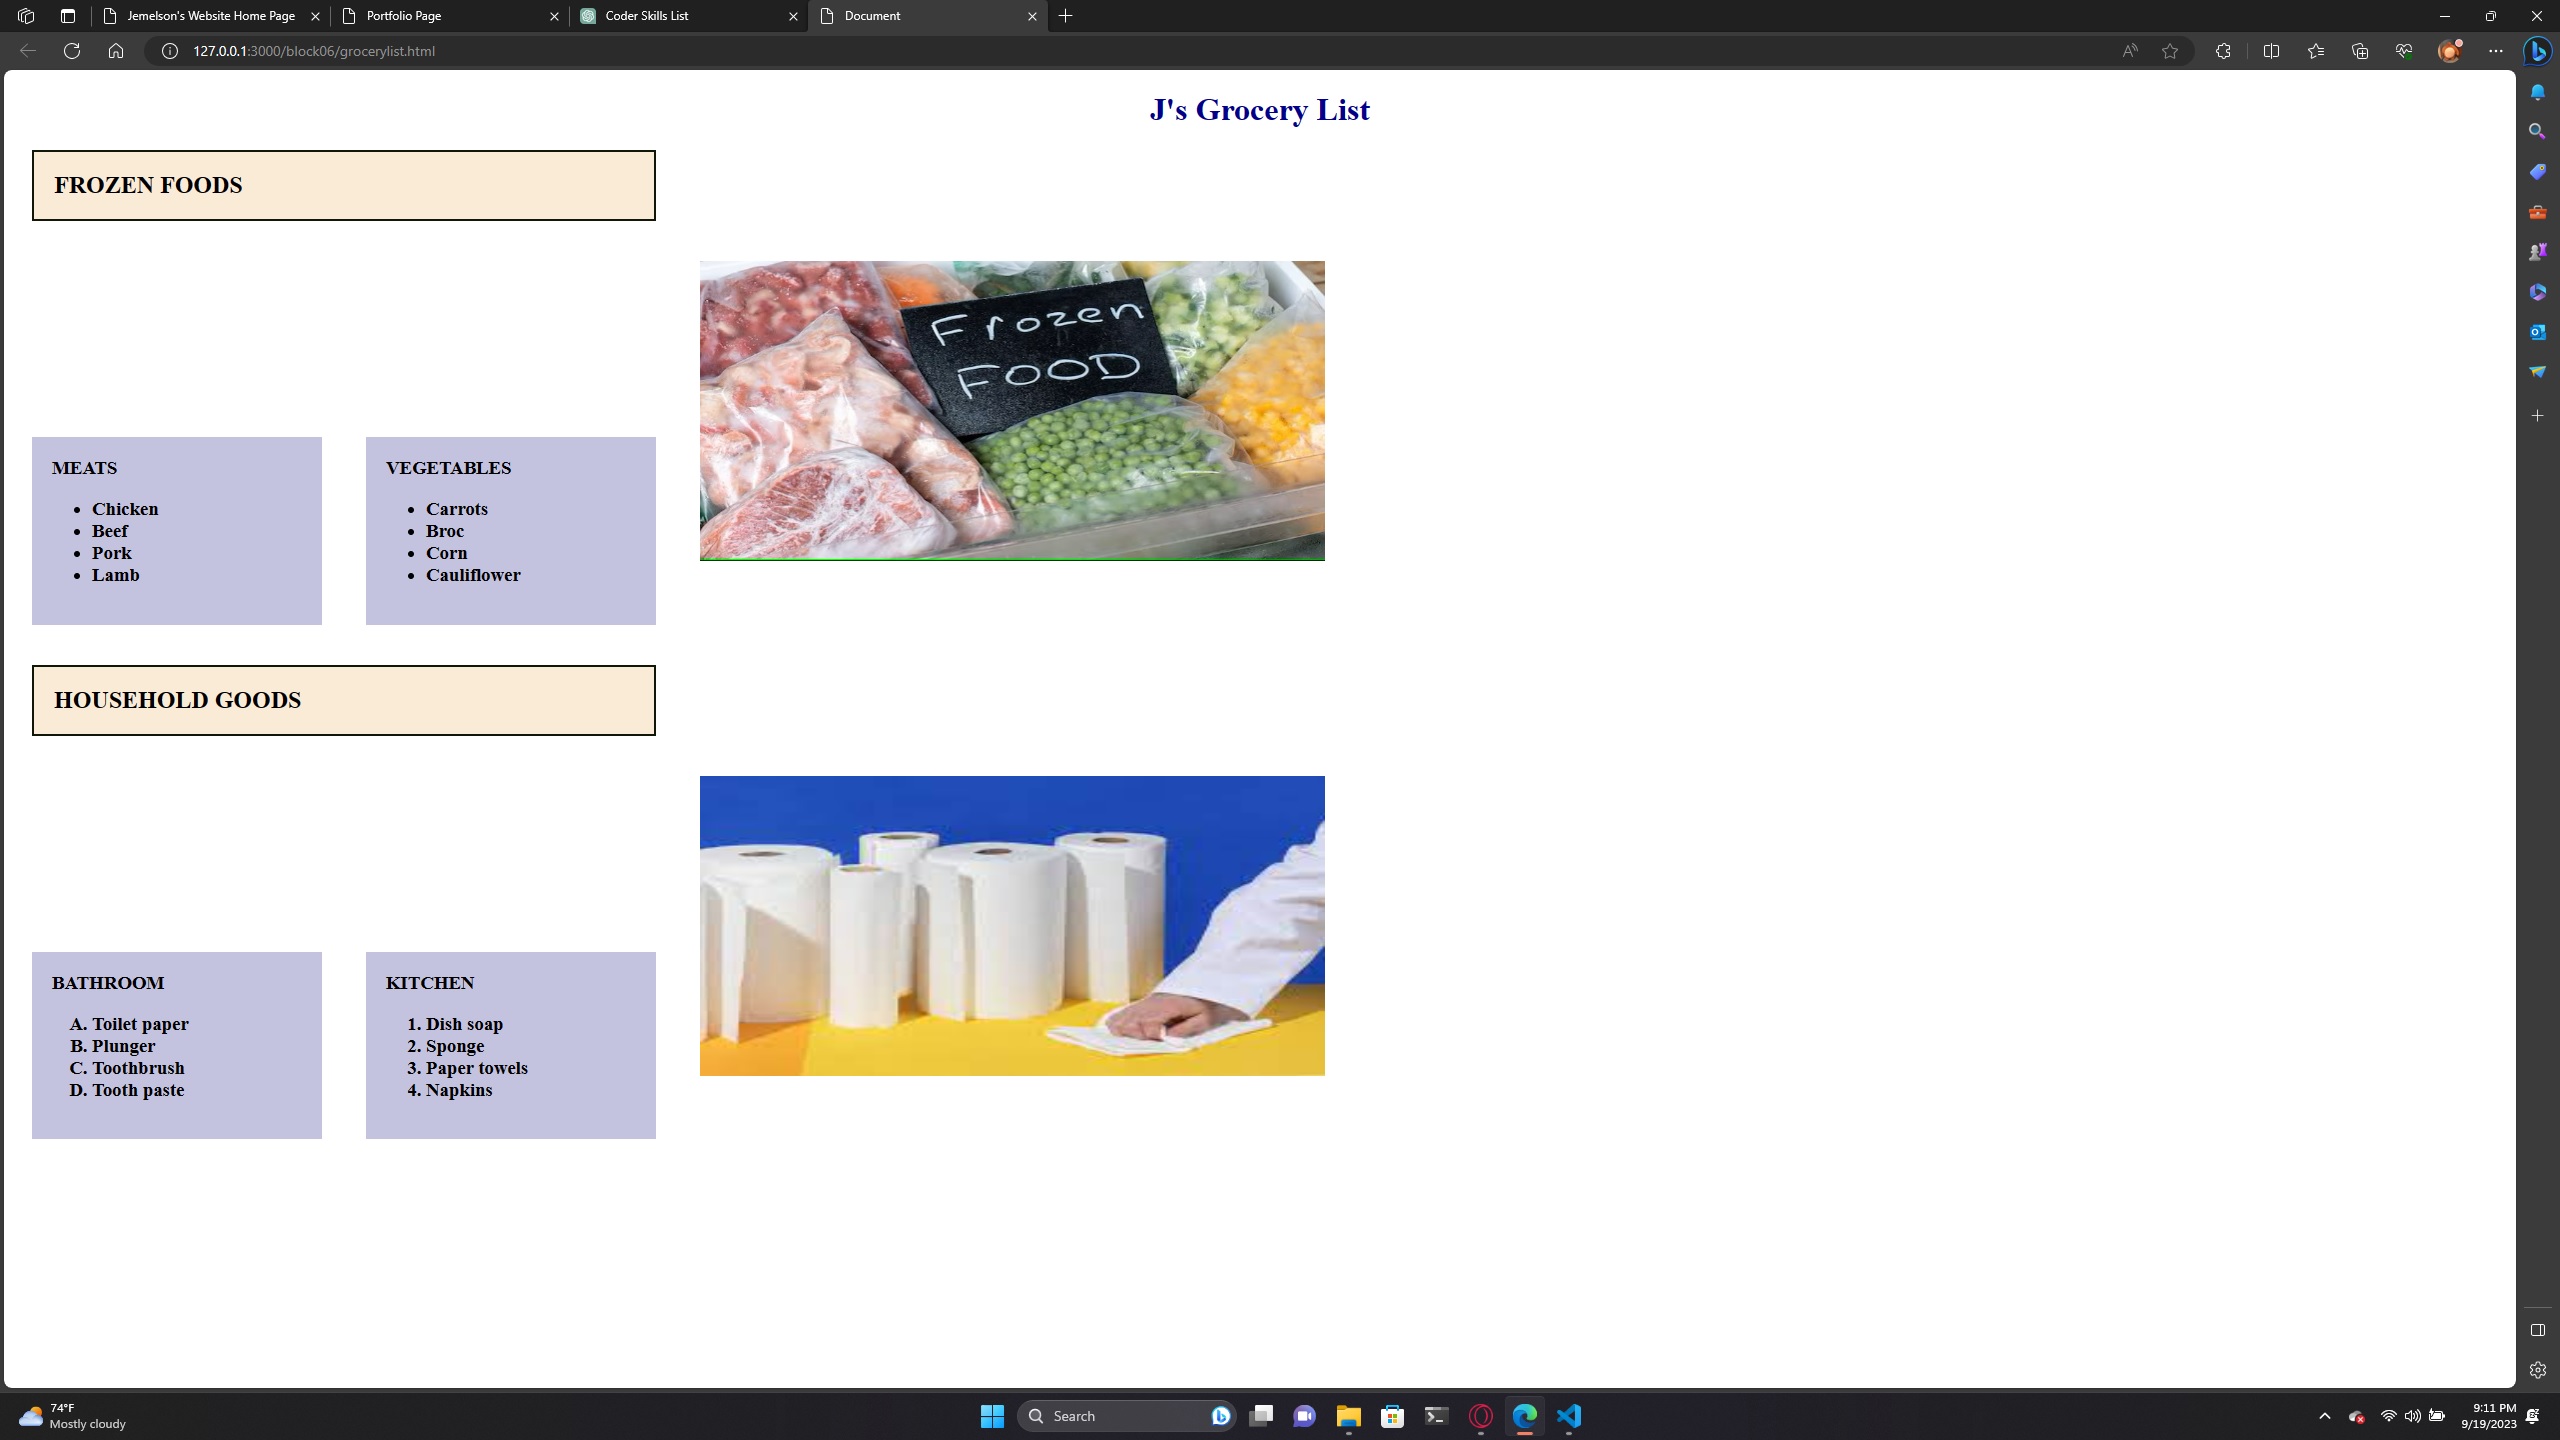 Jemelson's Website Home Page
Portfolio Page
Coder Skills List
Document
127.0.0.1:3000/block06/grocerylist.html
J's Grocery List
FROZEN FOODS
Frozen
FOOD
MEATS
• Chicken
• Beef
• Pork
• Lamb
VEGETABLES
• Carrots
• Broc
• Corn
• Cauliflower
HOUSEHOLD GOODS
BATHROOM
A. Toilet paper
B. Plunger
C. Toothbrush
D. Tooth paste
KITCHEN
1. Dish soap
2. Sponge
3. Paper towels
4. Napkins
74°F
Mostly cloudy
Search
9:11 PM
9/19/2023